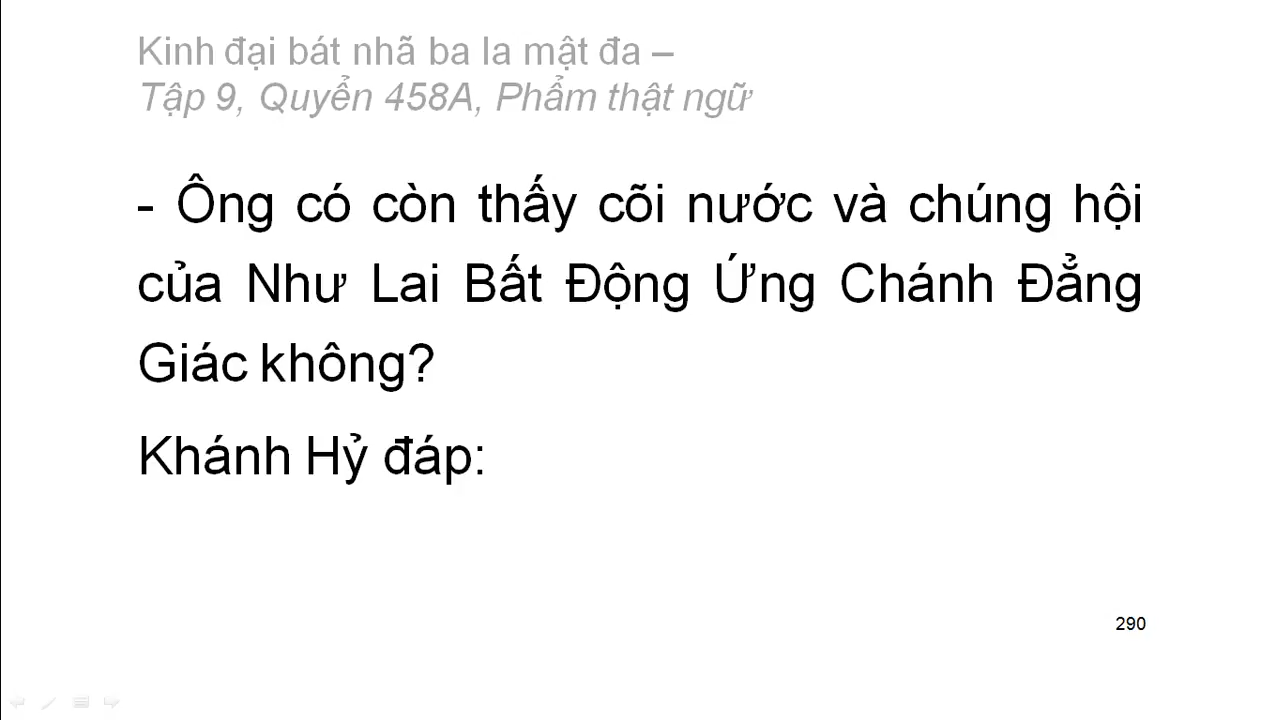 Kinh đại bát nhã ba la mật đa –
Tập 9, Quyển 458A, Phẩm thật ngữ
- Ông có còn thấy cõi nước và chúng hội
của Như Lai Bất Động Ứng Chánh Đẳng
Giác không?
Khánh Hỷ đáp:
290